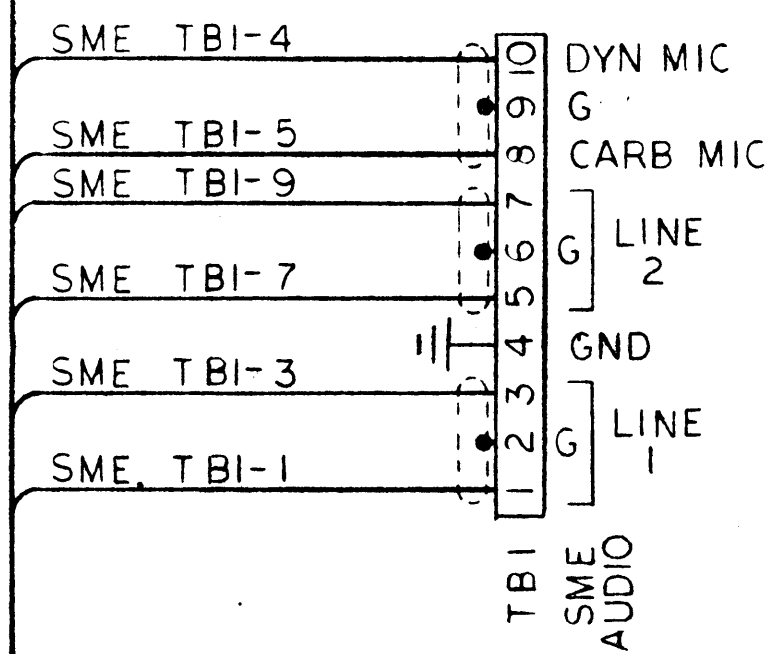 SME TB1-4
10
DYN MIC
9
G
SME TB1-5
8
CARB MIC
SME TB1-9
7
6
G
LINE
2
SME TB1-7
5
4
GND
SME TB1-3
3
2
G
LINE
1
SME. TB1-1
1
TB1
SME
AUDIO